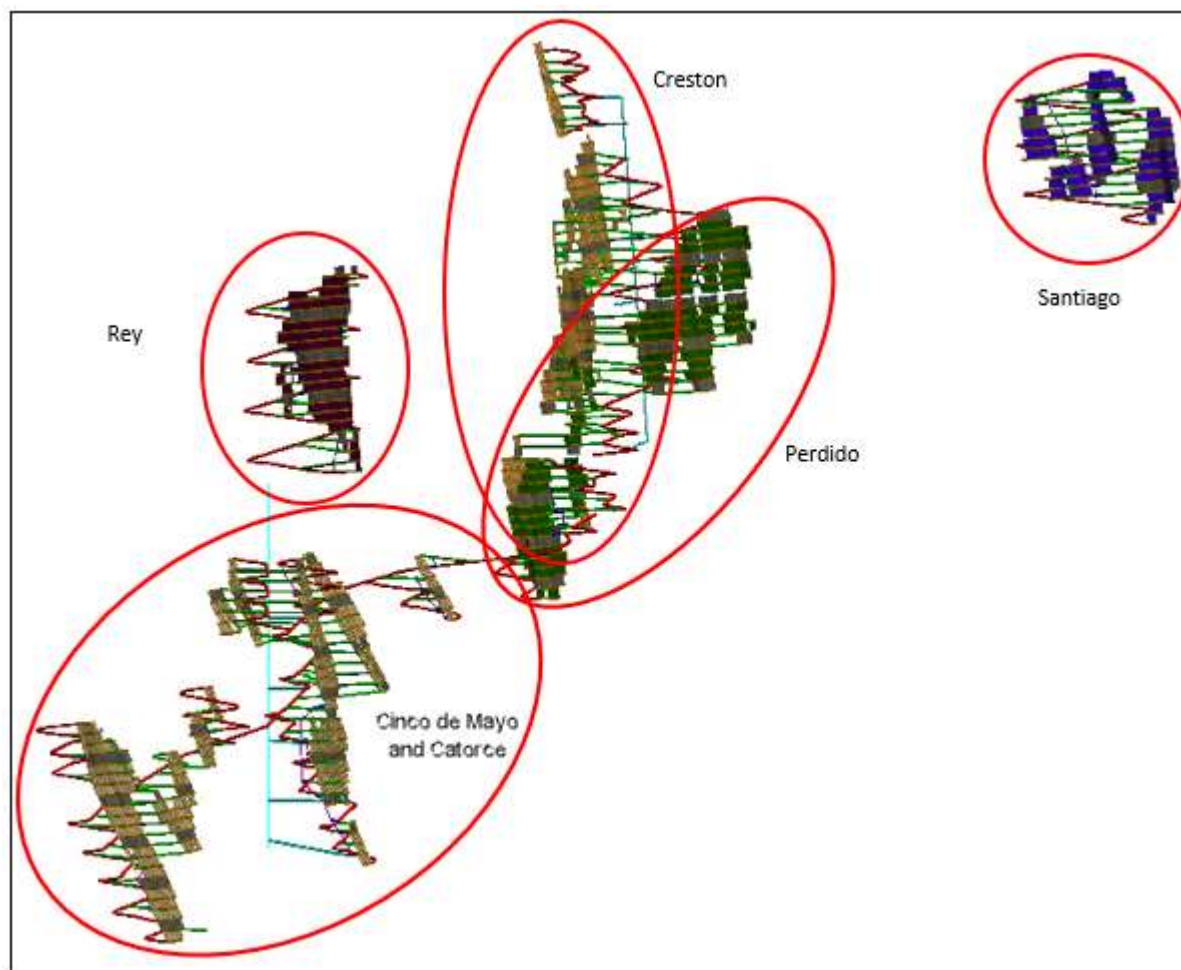 Creston
Santiago
Rey
Perdido
Cinco de Mayo
and Catorce